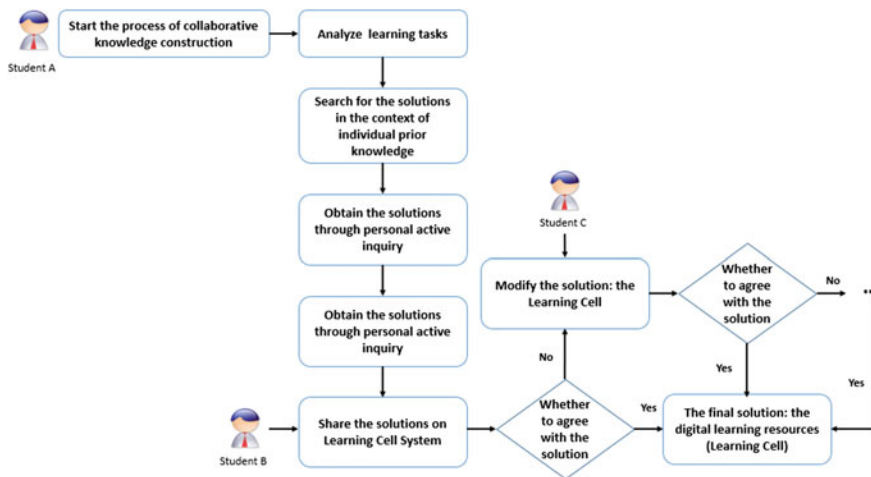 Start the process of collaborative
knowledge construction
Student A
Analyze learning tasks
Search for the solutions
in the context of
individual prior
knowledge
Obtain the solutions
through personal active
inquiry
Obtain the solutions
through personal active
inquiry
Share the solutions on
Learning Cell System
Student B
Whether
to agree
with the
solution
No
Yes
Student C
Modify the solution: the
Learning Cell
Whether
to agree
with the
solution
No
Yes
Yes
The final solution: the
digital learning resources
(Learning Cell)